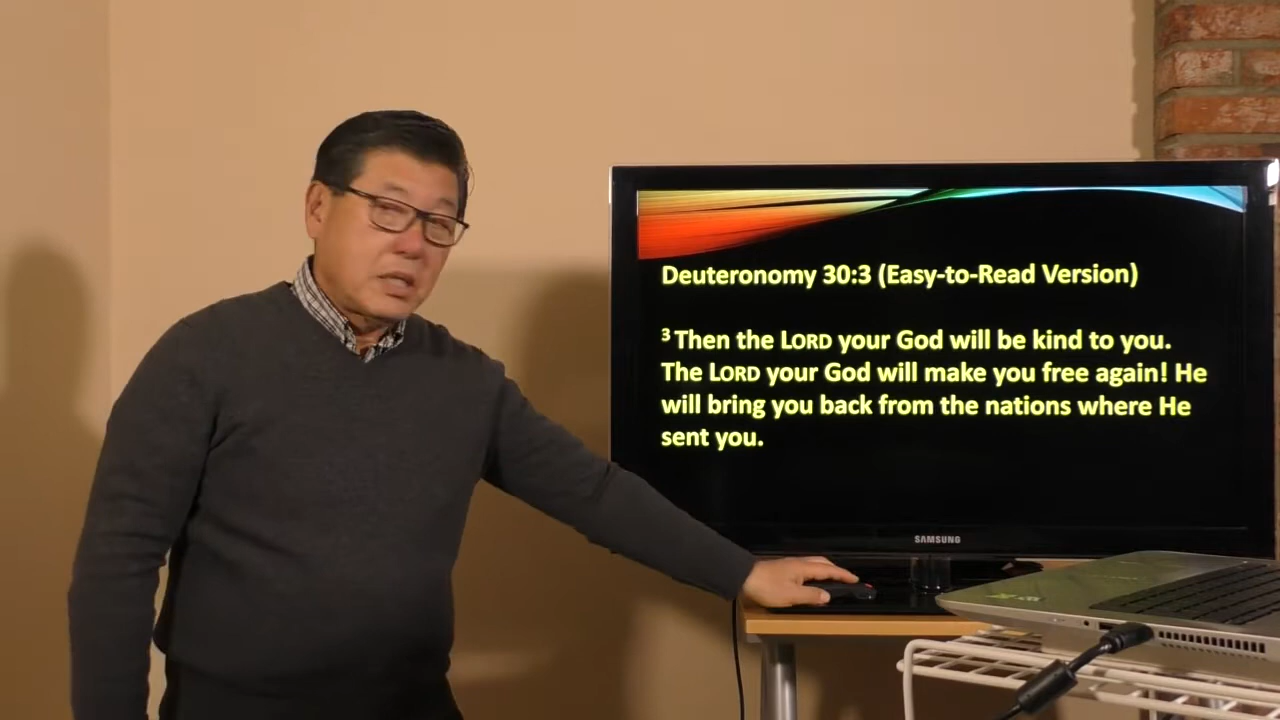 Deuteronomy 30:3 (Easy-to-Read Version)
3 Then the LORD your God will be kind to you.
The LORD your God will make you free again! He
will bring you back from the nations where He
sent you.
SAMSUNG